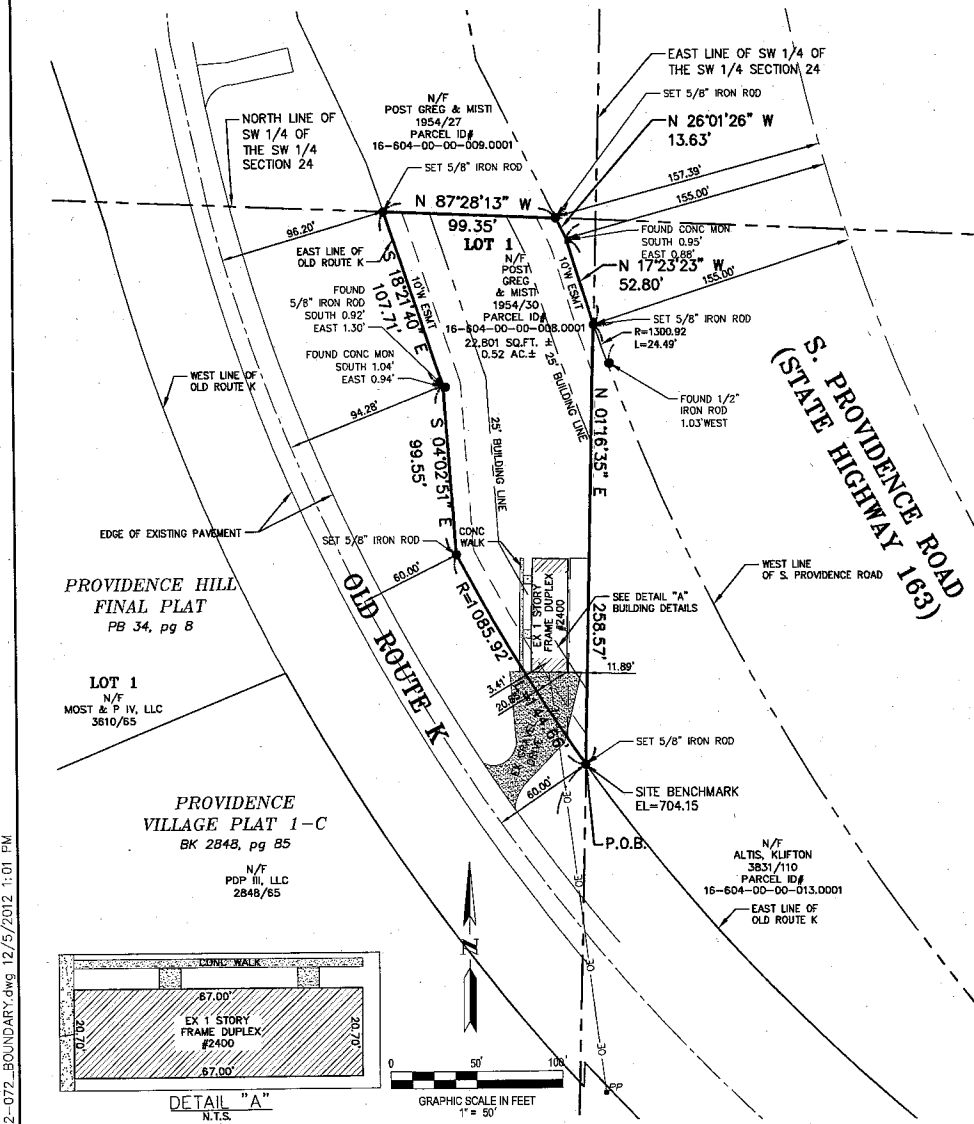 EAST LINE OF SW 1/4 OF
THE SW 1/4 SECTION 24
SET 5/8" IRON ROD
N 26°01'26" W
13.63'
N/F
POST GREG & MISTI
1954/27
PARCEL ID#
16-604-00-00-009.0001
NORTH LINE OF
SW 1/4 OF
THE SW 1/4
SECTION 24
SET 5/8" IRON ROD
157.39'
155.00'
N 87°28'13" W
99.35'
LOT 1
96.20'
EAST LINE OF
OLD ROUTE K
N/F
POST
GREG
& MISTI
1954/30
PARCEL ID#
16-604-00-00-008.0001
22,801 SQ.FT. ±
0.52 AC.±
FOUND CONC MON
SOUTH 0.95'
EAST 0.88'
N 17°23'23" W
52.80'
155.00'
10'W ESMT
10'W ESMT
S 18°21'40" E
107.71'
FOUND
5/8" IRON ROD
SOUTH 0.92'
EAST 1.30'
SET 5/8" IRON ROD
R=1300.92
L=24.49'
FOUND CONC MON
SOUTH 1.04'
EAST 0.94'
25' BUILDING LINE
S. PROVIDENCE ROAD
(STATE HIGHWAY 163)
WEST LINE OF
OLD ROUTE K
94.28'
FOUND 1/2"
IRON ROD
1.03'WEST
N 01°16'35" E
258.57'
S 04°02'51" E
99.55'
25' BUILDING LINE
EDGE OF EXISTING PAVEMENT
SET 5/8" IRON ROD
CONC
WALK
60.00'
WEST LINE
OF S. PROVIDENCE ROAD
PROVIDENCE HILL
FINAL PLAT
PB 34, pg 8
OLD ROUTE K
R=1085.92'
EX 1 STORY
FRAME DUPLEX
#2400
SEE DETAIL "A"
BUILDING DETAILS
11.89'
3.41'
LOT 1
N/F
MOST & P IV, LLC
3610/65
SET 5/8" IRON ROD
60.00'
SITE BENCHMARK
EL=704.15
PROVIDENCE
VILLAGE PLAT 1-C
BK 2848, pg 85
N/F
PDP III, LLC
2848/65
OE
P.O.B.
N/F
ALTIS, KLIFTON
3831/110
PARCEL ID#
16-604-00-00-013.0001
EAST LINE OF
OLD ROUTE K
OE
OE
OE
PP
N
CONC WALK
67.00'
20.70'
EX 1 STORY
FRAME DUPLEX
#2400
20.70'
67.00'
DETAIL "A"
N.T.S.
0 50' 100'
GRAPHIC SCALE IN FEET
1" = 50'
2-072_BOUNDARY.dwg 12/5/2012 1:01 PM